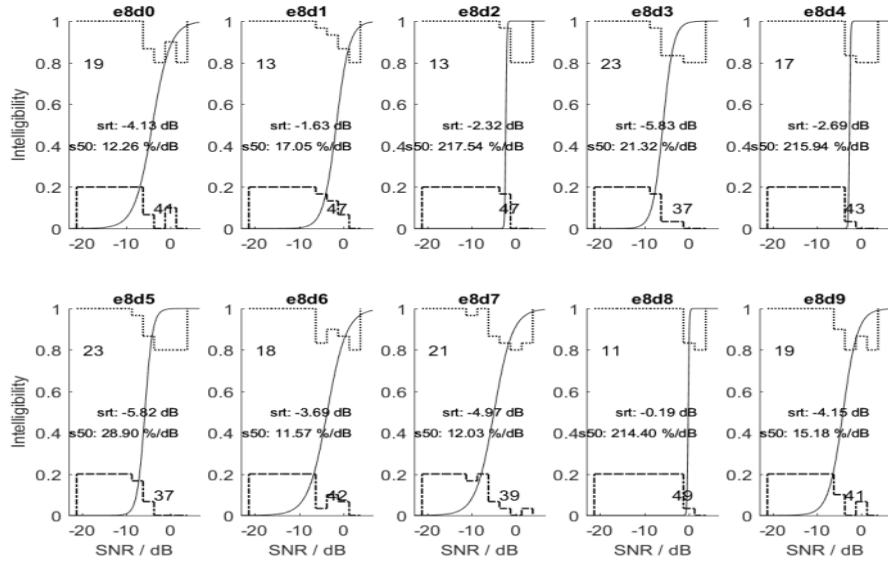 e8d0 e8d1 e8d2 e8d3 e8d4
1 1 1 1 1
0.8 0.8 0.8 0.8 0.8
19 13 13 23 17
0.6 0.6 0.6 0.6 0.6
srt: -4.13 dB srt: -1.63 dB srt: -2.32 dB srt: -5.83 dB srt: -2.69 dB
0.4 s50: 12.26 %/dB 0.4 s50: 17.05 %/dB 0.4 s50: 217.54 %/dB 0.4 s50: 21.32 %/dB 0.4 s50: 215.94 %/dB
0.2 0.2 0.2 0.2 0.2
44 47 47 37 43
0 0 0 0 0
-20 -10 0 -20 -10 0 -20 -10 0 -20 -10 0 -20 -10 0
Intelligibility
e8d5 e8d6 e8d7 e8d8 e8d9
1 1 1 1 1
0.8 0.8 0.8 0.8 0.8
23 18 21 11 19
0.6 0.6 0.6 0.6 0.6
srt: -5.82 dB srt: -3.69 dB srt: -4.97 dB srt: -0.19 dB srt: -4.15 dB
0.4 s50: 28.90 %/dB 0.4 s50: 11.57 %/dB 0.4 s50: 12.03 %/dB 0.4 s50: 214.40 %/dB 0.4 s50: 15.18 %/dB
0.2 0.2 0.2 0.2 0.2
37 42 39 49 41
0 0 0 0 0
-20 -10 0 -20 -10 0 -20 -10 0 -20 -10 0 -20 -10 0
Intelligibility
SNR / dB SNR / dB SNR / dB SNR / dB SNR / dB